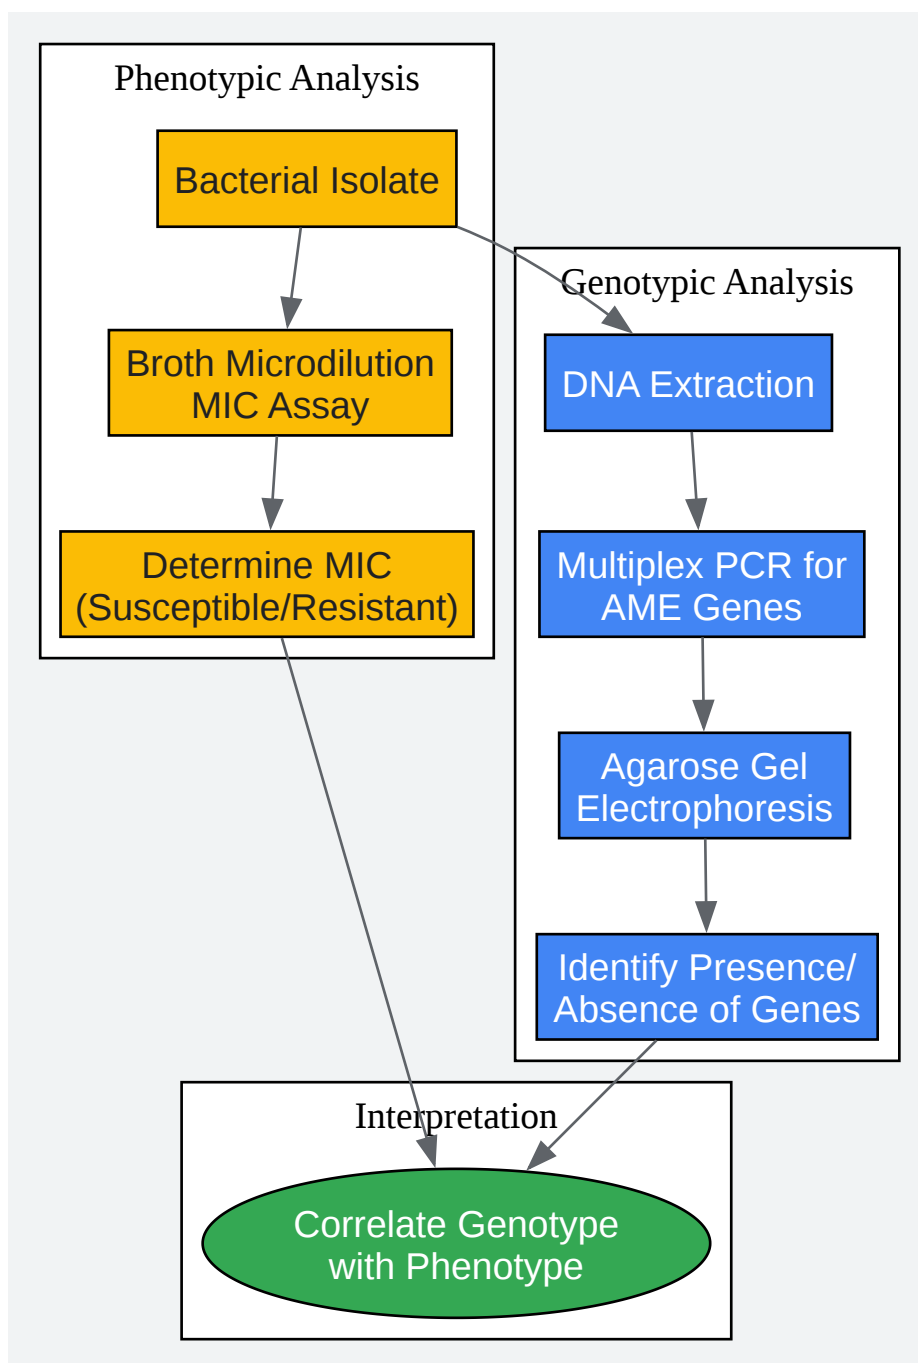 Phenotypic Analysis
Bacterial Isolate
Broth Microdilution
MIC Assay
Determine MIC
(Susceptible/Resistant)
Genotypic Analysis
DNA Extraction
Multiplex PCR for
AME Genes
Agarose Gel
Electrophoresis
Identify Presence/
Absence of Genes
Interpretation
Correlate Genotype
with Phenotype